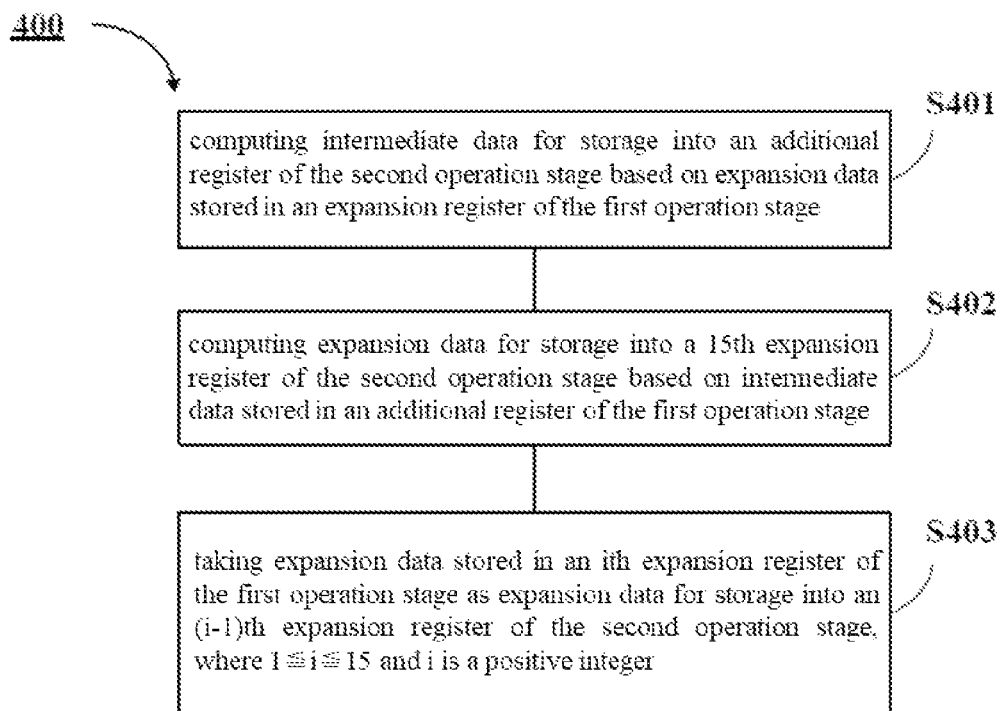 400
S401
computing intermediate data for storage into an additional
register of the second operation stage based on expansion data
stored in an expansion register of the first operation stage
S402
computing expansion data for storage into a 15th expansion
register of the second operation stage based on intermediate
data stored in an additional register of the first operation stage
S403
taking expansion data stored in an ith expansion register of
the first operation stage as expansion data for storage into an
(i-1)th expansion register of the second operation stage,
where 1≦i≦15 and i is a positive integer